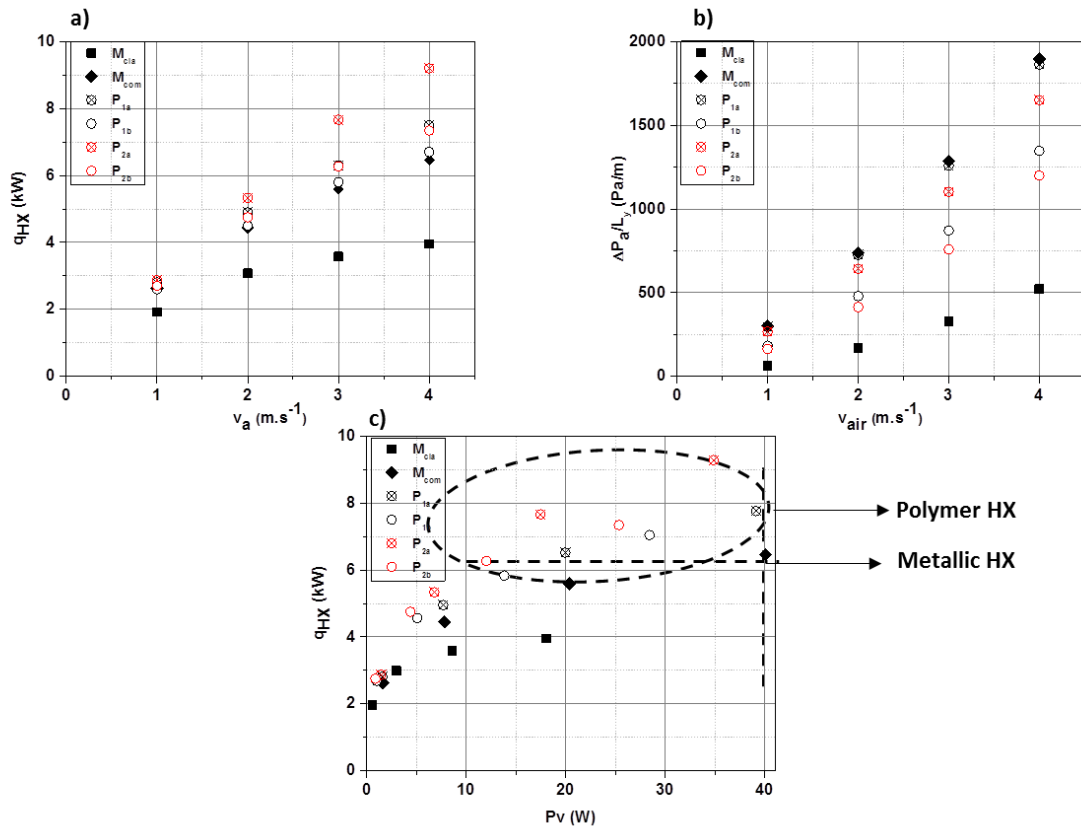 a)
10
8
6
4
2
0
q_HX (kW)
M_cla
M_com
P_1a
P_1b
P_2a
P_2b
0 1 2 3 4
v_a (m.s⁻¹)
b)
2000
1500
1000
500
0
ΔP_a/L_y (Pa/m)
M_cla
M_com
P_1a
P_1b
P_2a
P_2b
0 1 2 3 4
v_air (m.s⁻¹)
c)
10
8
6
4
2
0
q_HX (kW)
M_cla
M_com
P_1a
P_1
P_2a
P_2b
0 10 20 30 40
Pv (W)
Polymer HX
Metallic HX